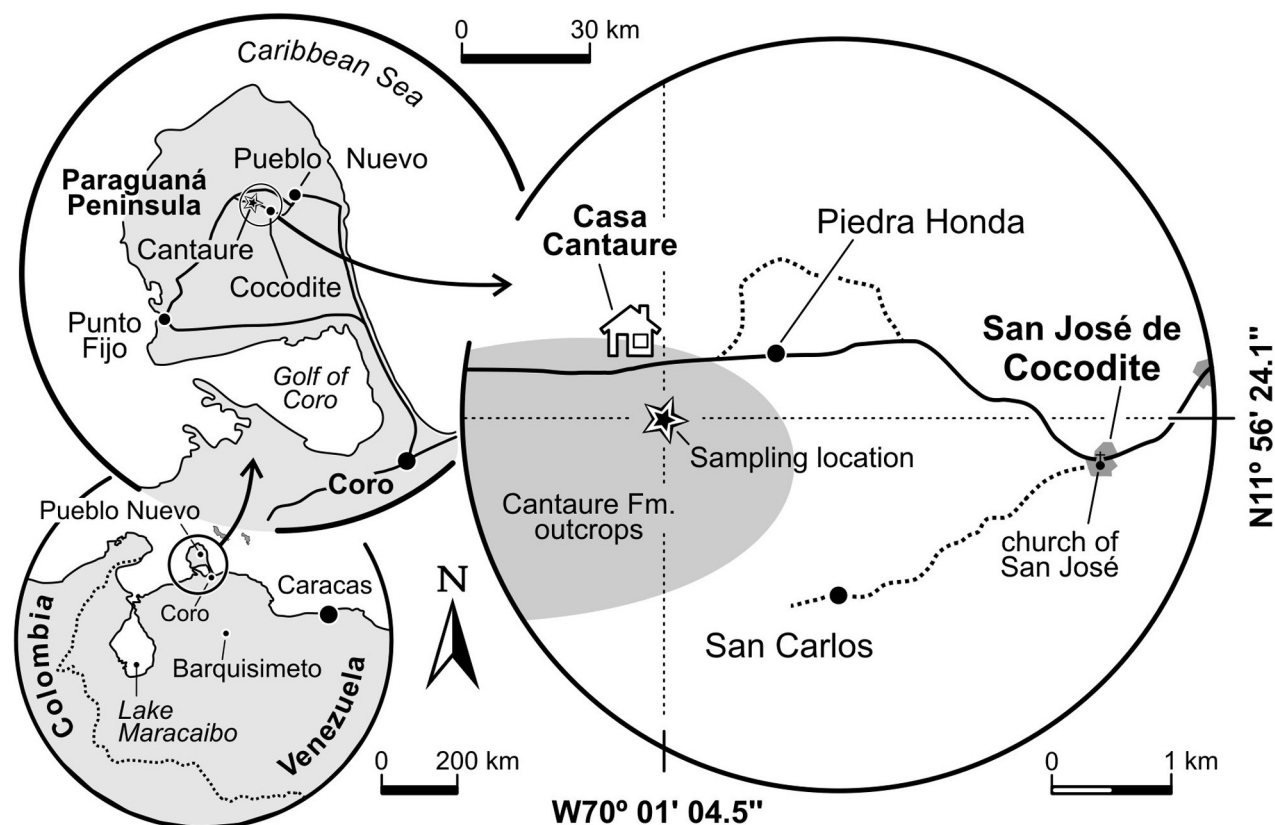 0 30 km
Caribbean Sea
Pueblo Nuevo
Paraguaná
Peninsula
Cantaure
Cocodite
Punto
Fijo
Golf of
Coro
Coro
Casa
Cantaure
Piedra Honda
San José de
Cocodite
Sampling location
Cantaure Fm.
outcrops
church of
San José
San Carlos
N11º 56' 24.1"
W70º 01' 04.5"
0 1 km
N
Pueblo Nuevo
Coro
Caracas
Barquisimeto
Lake
Maracaibo
Colombia
Venezuela
0 200 km